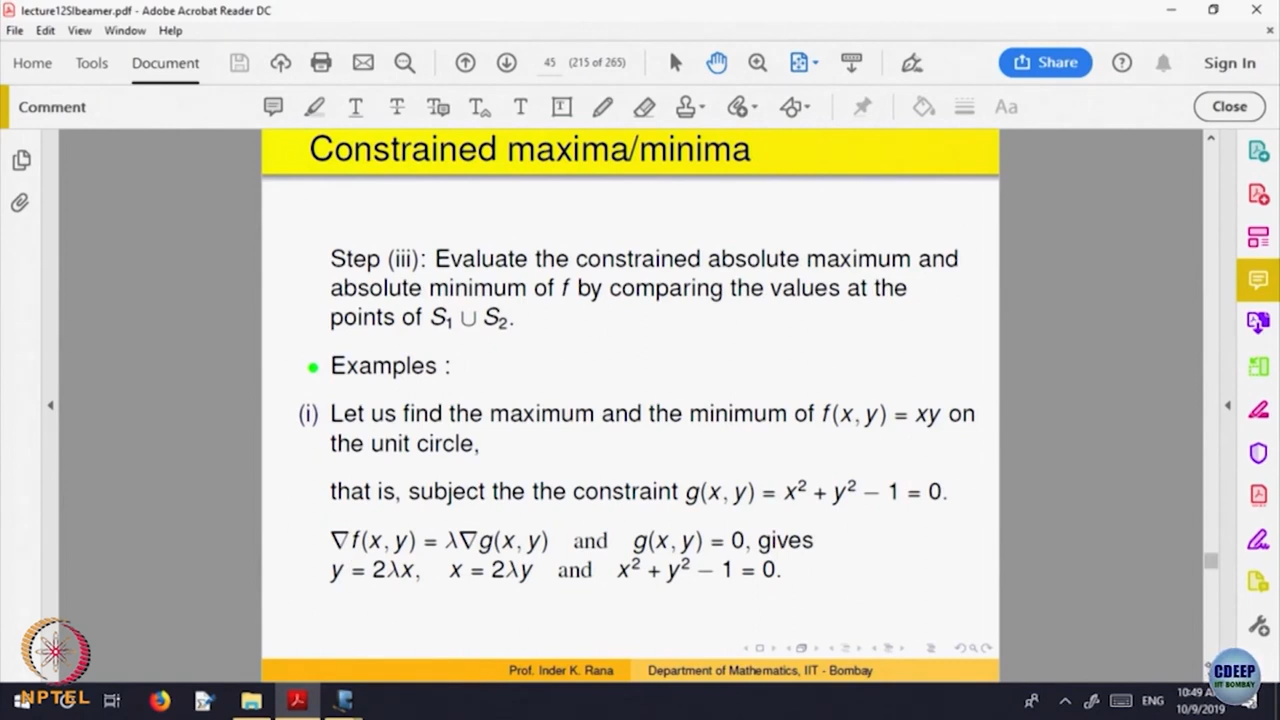 lecture12Slbeamer.pdf - Adobe Acrobat Reader DC
File Edit View Window Help
Home Tools Document 45 (215 of 265) Share Sign In
Comment Aa Close
Constrained maxima/minima
Step (iii): Evaluate the constrained absolute maximum and
absolute minimum of f by comparing the values at the
points of S₁ ∪ S₂.
Examples :
(i) Let us find the maximum and the minimum of f(x, y) = xy on
the unit circle,
that is, subject the the constraint g(x, y) = x² + y² − 1 = 0.
∇f(x, y) = λ∇g(x, y) and g(x, y) = 0, gives
y = 2λx, x = 2λy and x² + y² − 1 = 0.
Prof. Inder K. Rana Department of Mathematics, IIT - Bombay
NPTEL
CDEEP
IIT BOMBAY
ENG
10:49
10/9/2019